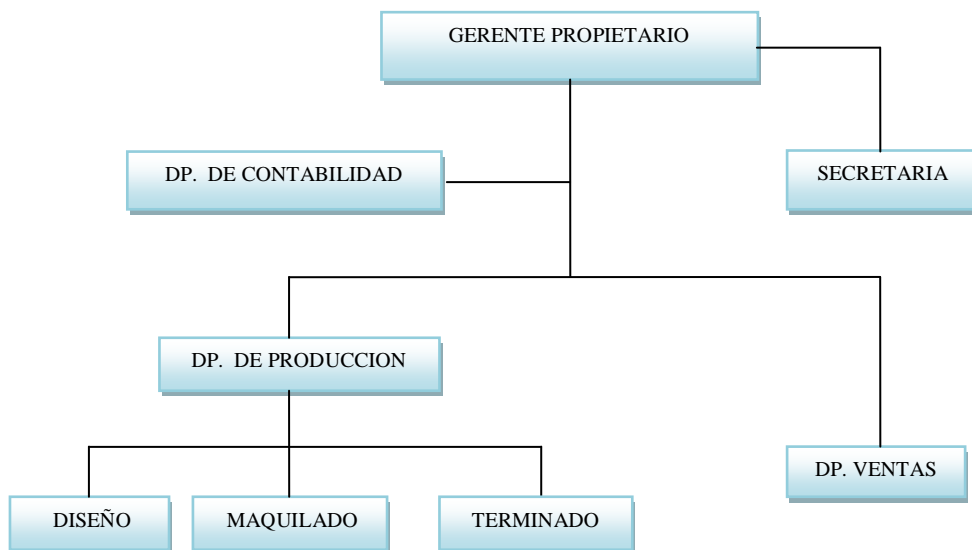 GERENTE PROPIETARIO
DP. DE CONTABILIDAD
SECRETARIA
DP. DE PRODUCCION
DP. VENTAS
DISEÑO
MAQUILADO
TERMINADO